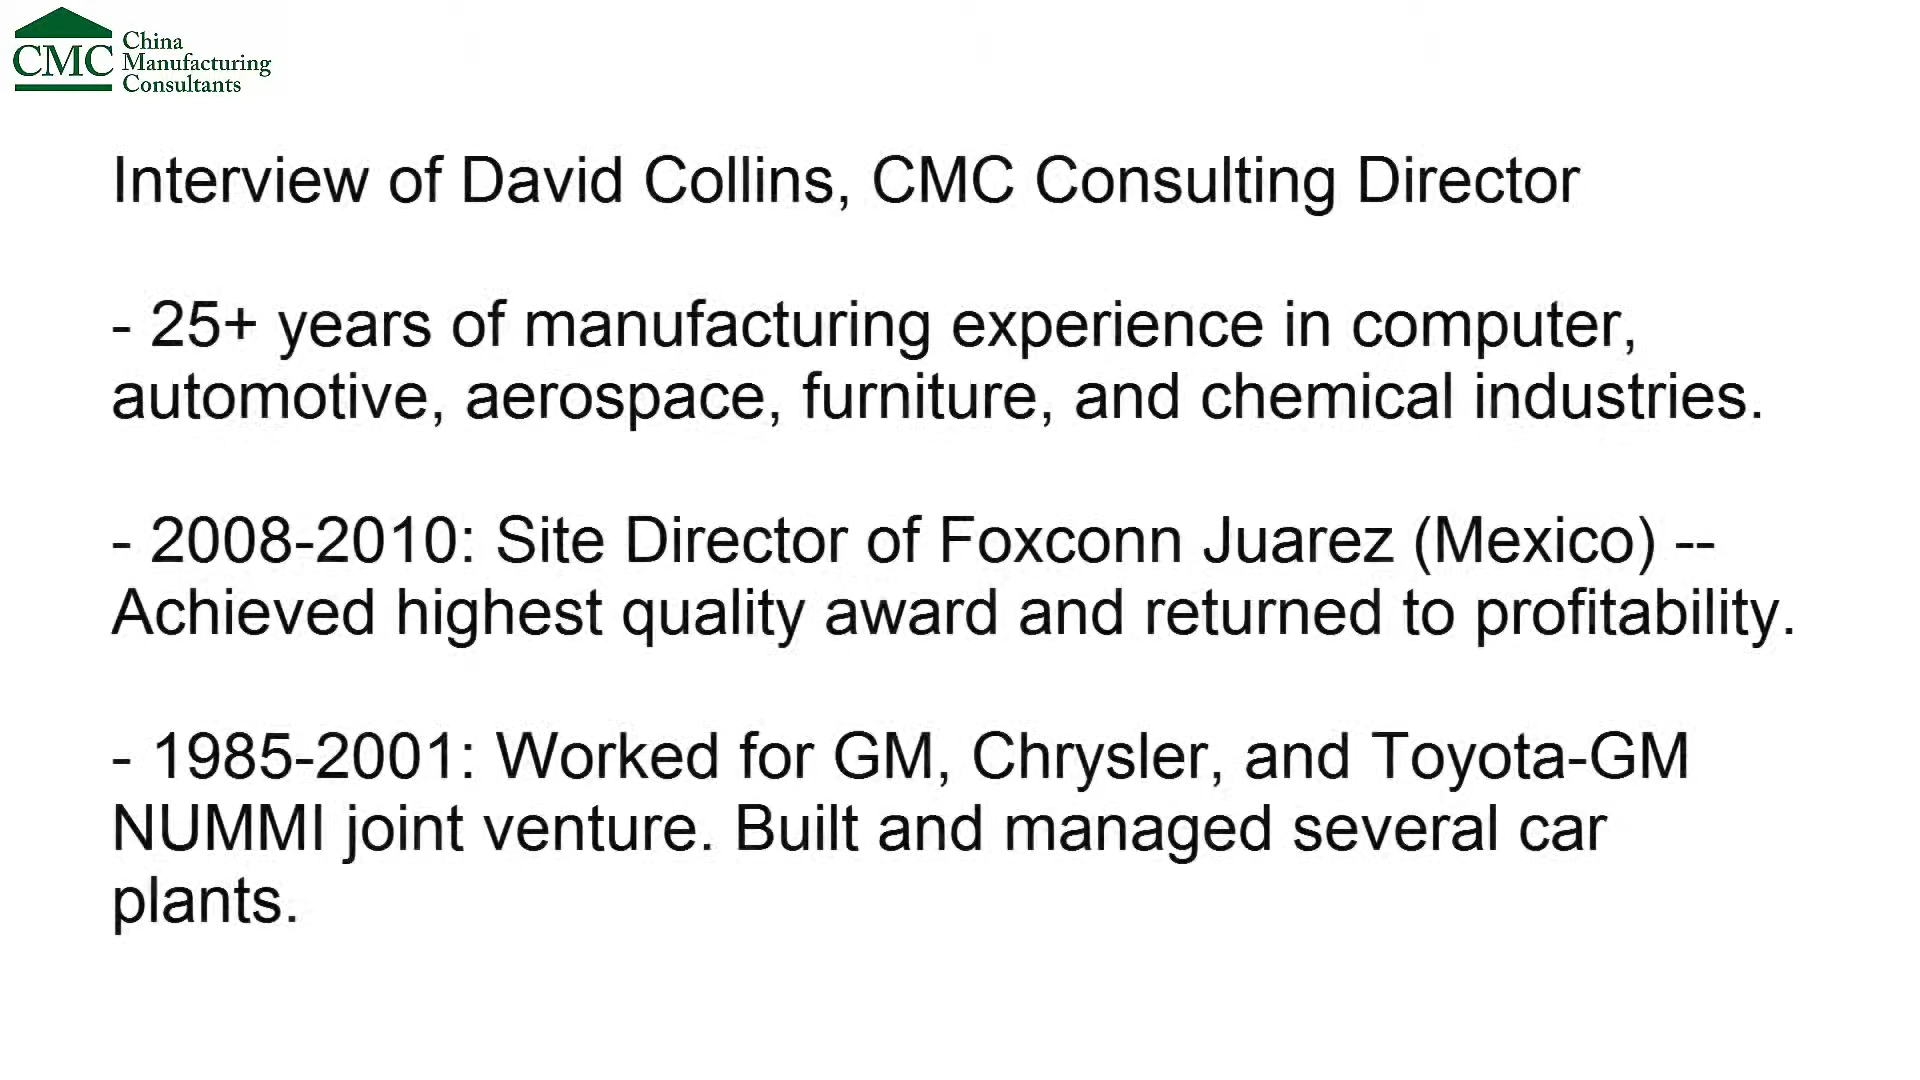 CMC China
Manufacturing
Consultants
Interview of David Collins, CMC Consulting Director
- 25+ years of manufacturing experience in computer,
automotive, aerospace, furniture, and chemical industries.
- 2008-2010: Site Director of Foxconn Juarez (Mexico) --
Achieved highest quality award and returned to profitability.
- 1985-2001: Worked for GM, Chrysler, and Toyota-GM
NUMMI joint venture. Built and managed several car
plants.